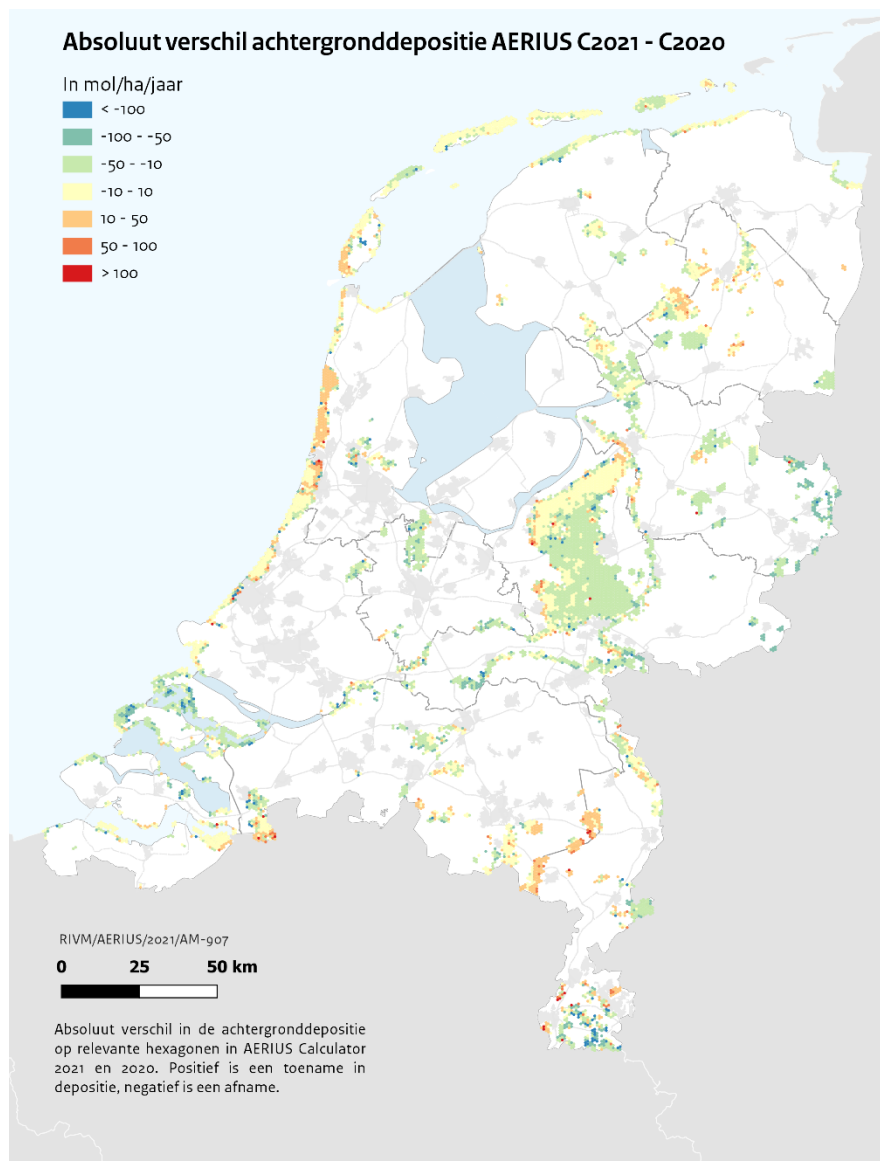 Absoluut verschil achtergronddepositie AERIUS C2021 - C2020
In mol/ha/jaar
< -100
-100 - -50
-50 - -10
-10 - 10
10 - 50
50 - 100
> 100
RIVM/AERIUS/2021/AM-907
0 25 50 km
Absoluut verschil in de achtergronddepositie
op relevante hexagonen in AERIUS Calculator
2021 en 2020. Positief is een toename in
depositie, negatief is een afname.